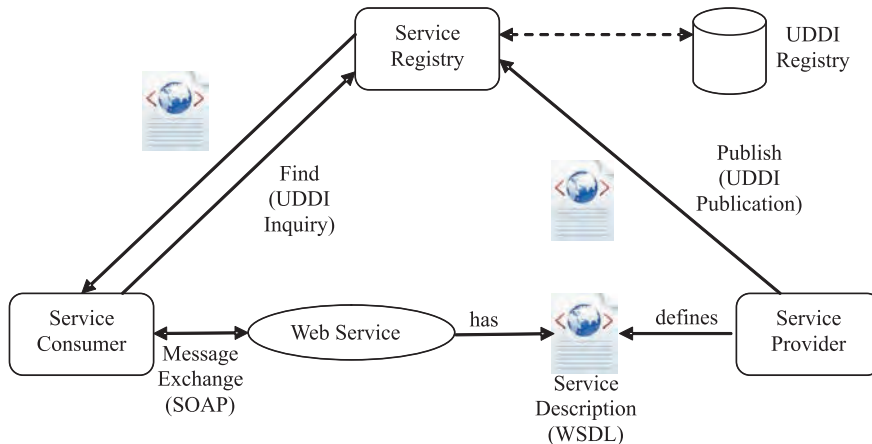 Service
Registry
UDDI
Registry
Find
(UDDI
Inquiry)
Publish
(UDDI
Publication)
Service
Consumer
Message
Exchange
(SOAP)
Web Service
has
Service
Description
(WSDL)
defines
Service
Provider